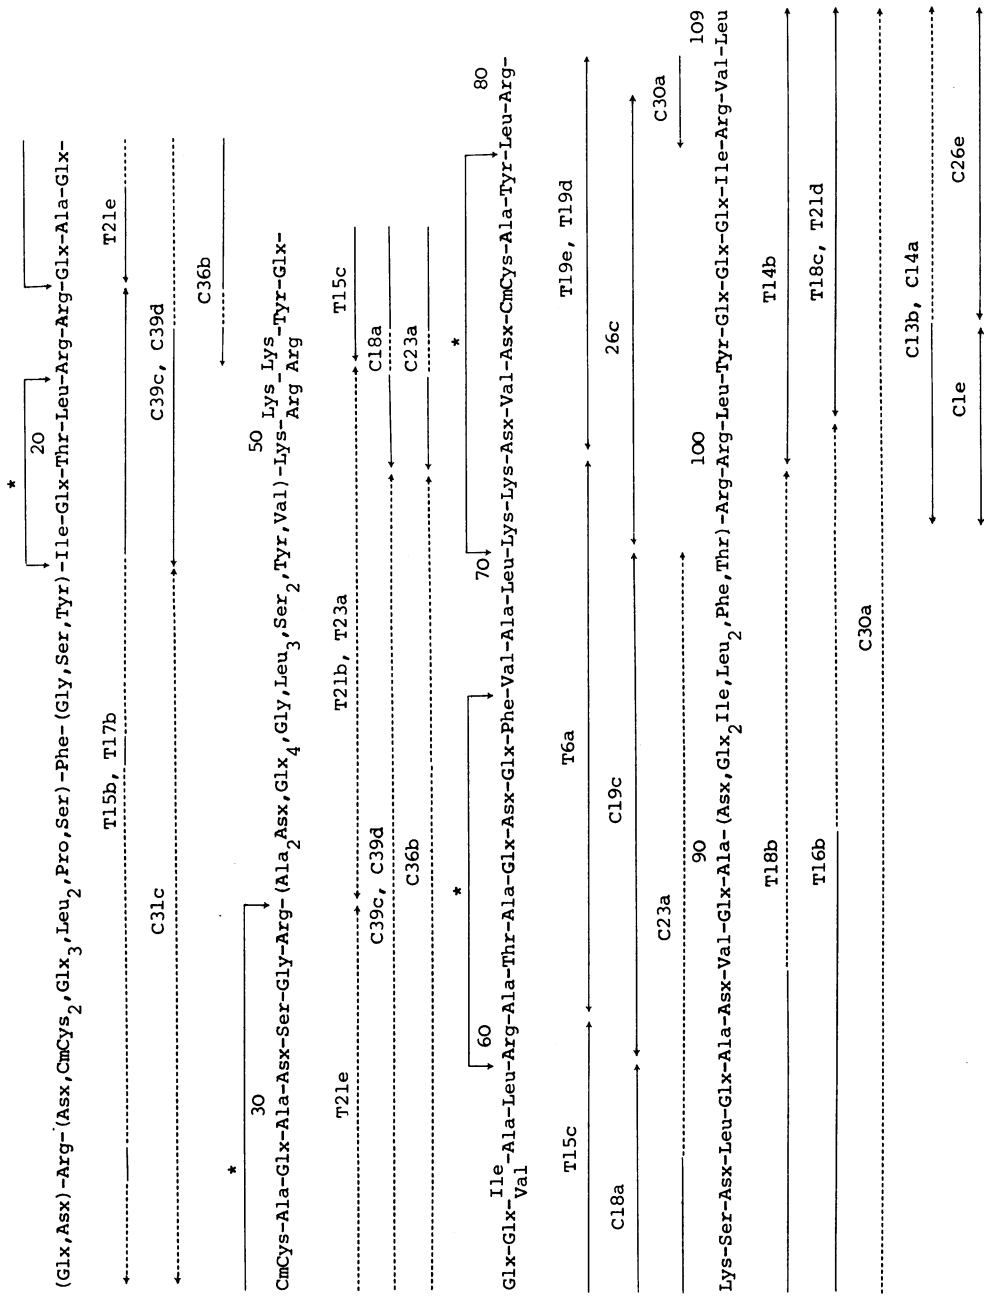 *
20
(Glx,Asx)-Arg-(Asx,CmCys2,Glx3,Leu2,Pro,Ser)-Phe-(Gly,Ser,Tyr)-Ile-Glx-Thr-Leu-Arg-Arg-Glx-Ala-Glx-
T15b, T17b T21e
C31c C39c, C39d
C36b
*
30 50
CmCys-Ala-Glx-Ala-Asx-Ser-Gly-Arg-(Ala2Asx,Glx4,Gly,Leu3,Ser2,Tyr,Val)-Lys-Lys-Lys-Tyr-Glx-
Arg Arg
T21e T21b, T23a T15c
C39c, C39d C18a
C36b C23a
* *
60 70 80
Glx-Glx-Ile-Ala-Leu-Arg-Ala-Thr-Ala-Glx-Asx-Glx-Phe-Val-Ala-Leu-Lys-Lys-Asx-Val-Asx-CmCys-Ala-Tyr-Leu-Arg-
Val
T15c T6a T19e, T19d
C18a C19c 26c
C23a C30a
90 100 109
Lys-Ser-Asx-Leu-Glx-Ala-Asx-Val-Glx-Ala-(Asx,Glx2Ile,Leu2,Phe,Thr)-Arg-Arg-Leu-Tyr-Glx-Glx-Glx-Ile-Arg-Val-Leu
T18b T14b
T16b T18c, T21d
C30a
C13b, C14a
C1e C26e